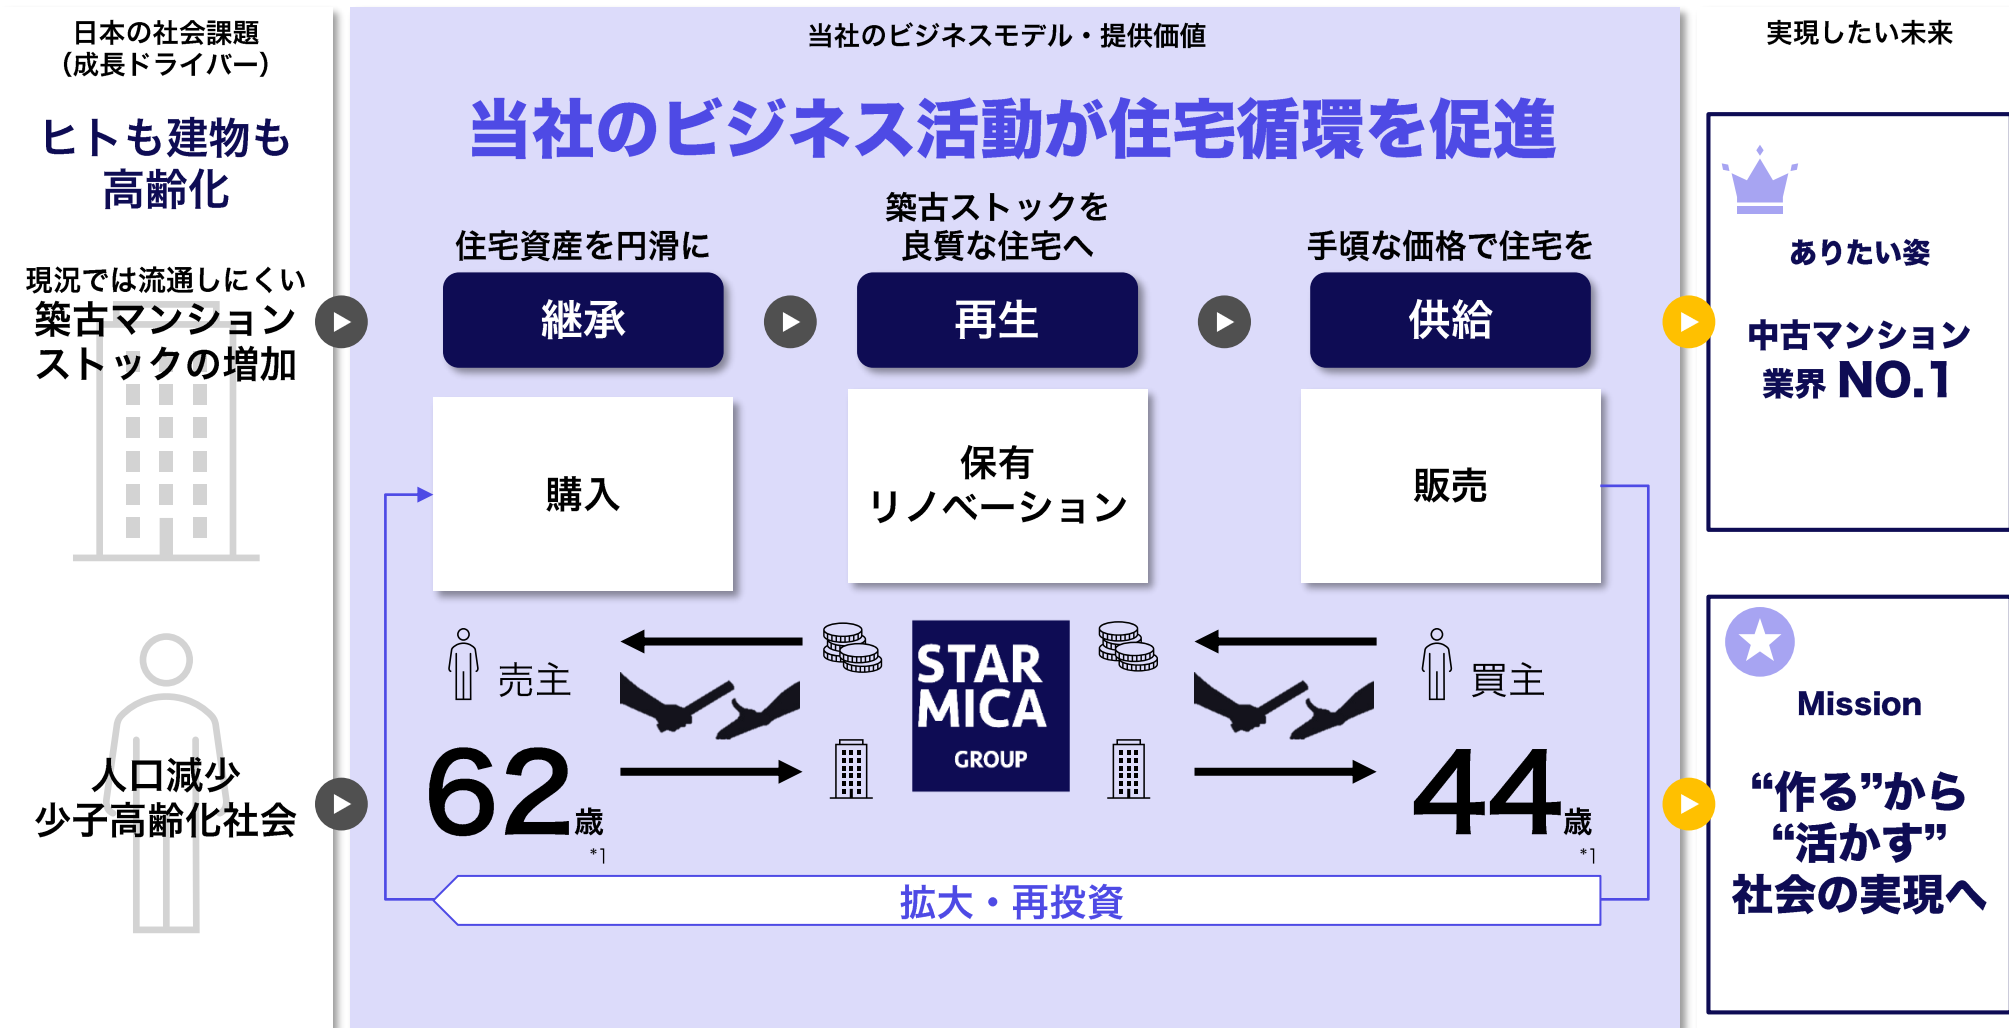 日本の社会課題
（成長ドライバー）
ヒトも建物も
高齢化
現況では流通しにくい
築古マンション
ストックの増加
人口減少
少子高齢化社会
当社のビジネスモデル・提供価値
当社のビジネス活動が住宅循環を促進
住宅資産を円滑に
継承
購入
築古ストックを
良質な住宅へ
再生
保有
リノベーション
手頃な価格で住宅を
供給
販売
売主
62歳
*1
STAR
MICA
GROUP
買主
44歳
*1
拡大・再投資
実現したい未来
ありたい姿
中古マンション
業界 NO.1
Mission
“作る”から
“活かす”
社会の実現へ